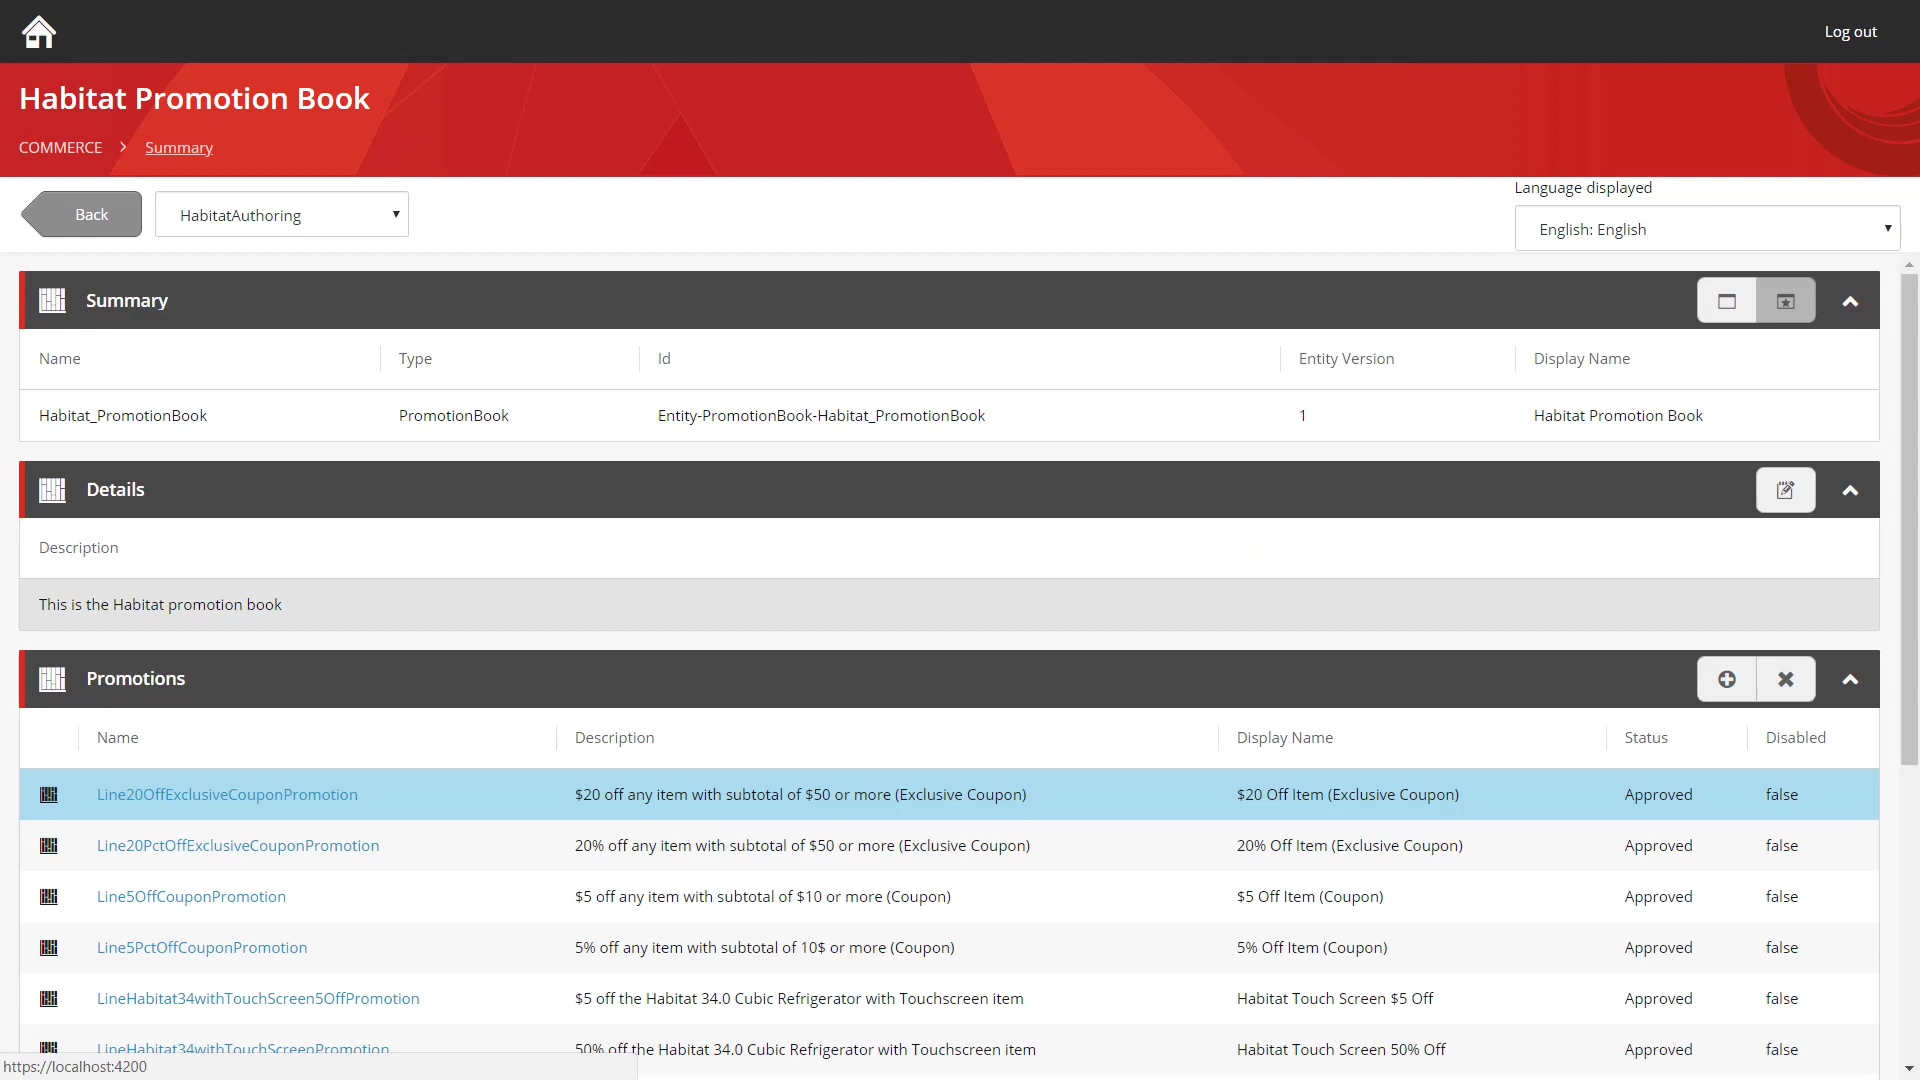 Log out
Habitat Promotion Book
COMMERCE > Summary
Back HabitatAuthoring
Language displayed
English: English
Summary
Name Type Id Entity Version Display Name
Habitat_PromotionBook PromotionBook Entity-PromotionBook-Habitat_PromotionBook 1 Habitat Promotion Book
Details
Description
This is the Habitat promotion book
Promotions
Name Description Display Name Status Disabled
Line20OffExclusiveCouponPromotion $20 off any item with subtotal of $50 or more (Exclusive Coupon) $20 Off Item (Exclusive Coupon) Approved false
Line20PctOffExclusiveCouponPromotion 20% off any item with subtotal of $50 or more (Exclusive Coupon) 20% Off Item (Exclusive Coupon) Approved false
Line5OffCouponPromotion $5 off any item with subtotal of $10 or more (Coupon) $5 Off Item (Coupon) Approved false
Line5PctOffCouponPromotion 5% off any item with subtotal of 10$ or more (Coupon) 5% Off Item (Coupon) Approved false
LineHabitat34withTouchScreen5OffPromotion $5 off the Habitat 34.0 Cubic Refrigerator with Touchscreen item Habitat Touch Screen $5 Off Approved false
LineHabitat34withTouchScreenPromotion 50% off the Habitat 34.0 Cubic Refrigerator with Touchscreen item Habitat Touch Screen 50% Off Approved false
https://localhost:4200